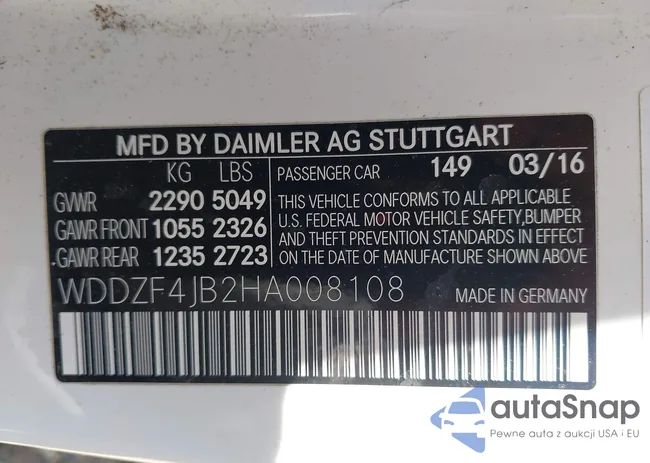 MFD BY DAIMLER AG STUTTGART
KG LBS PASSENGER CAR 149 03/16
GVWR 2290 5049
GAWR FRONT 1055 2326
GAWR REAR 1235 2723
THIS VEHICLE CONFORMS TO ALL APPLICABLE
U.S. FEDERAL MOTOR VEHICLE SAFETY,BUMPER
AND THEFT PREVENTION STANDARDS IN EFFECT
ON THE DATE OF MANUFACTURE SHOWN ABOVE
WDDZF4JB2HA008108 MADE IN GERMANY
autaSnap
Pewne auta z aukcji USA i EU